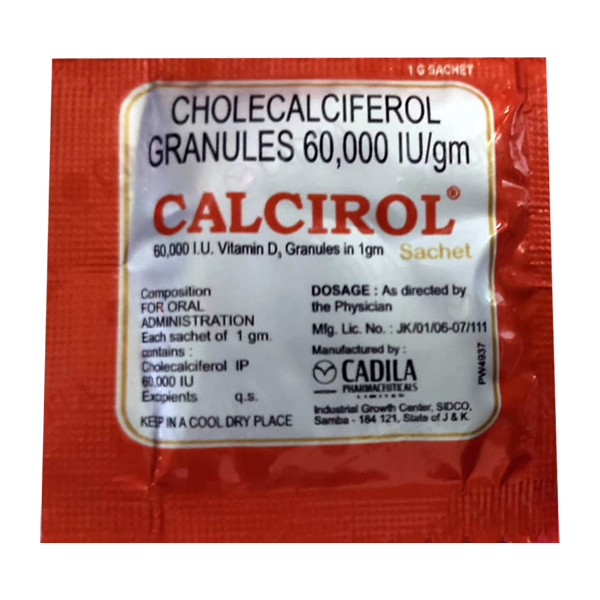 1 G SACHET
CHOLECALCIFEROL
GRANULES 60,000 IU/gm
CALCIROL®
60,000 I.U. Vitamin D3 Granules in 1gm Sachet
Composition
FOR ORAL
ADMINISTRATION
Each sachet of 1 gm.
contains :
Cholecalciferol IP
60,000 IU
Excipients q.s.
KEEP IN A COOL DRY PLACE
DOSAGE : As directed by
the Physician
Mfg. Lic. No. : JK/01/06-07/111
Manufactured by :
CADILA
PHARMACEUTICALS
LIMITED
Industrial Growth Center, SIDCO,
Samba - 184 121, State of J & K.
PW4937